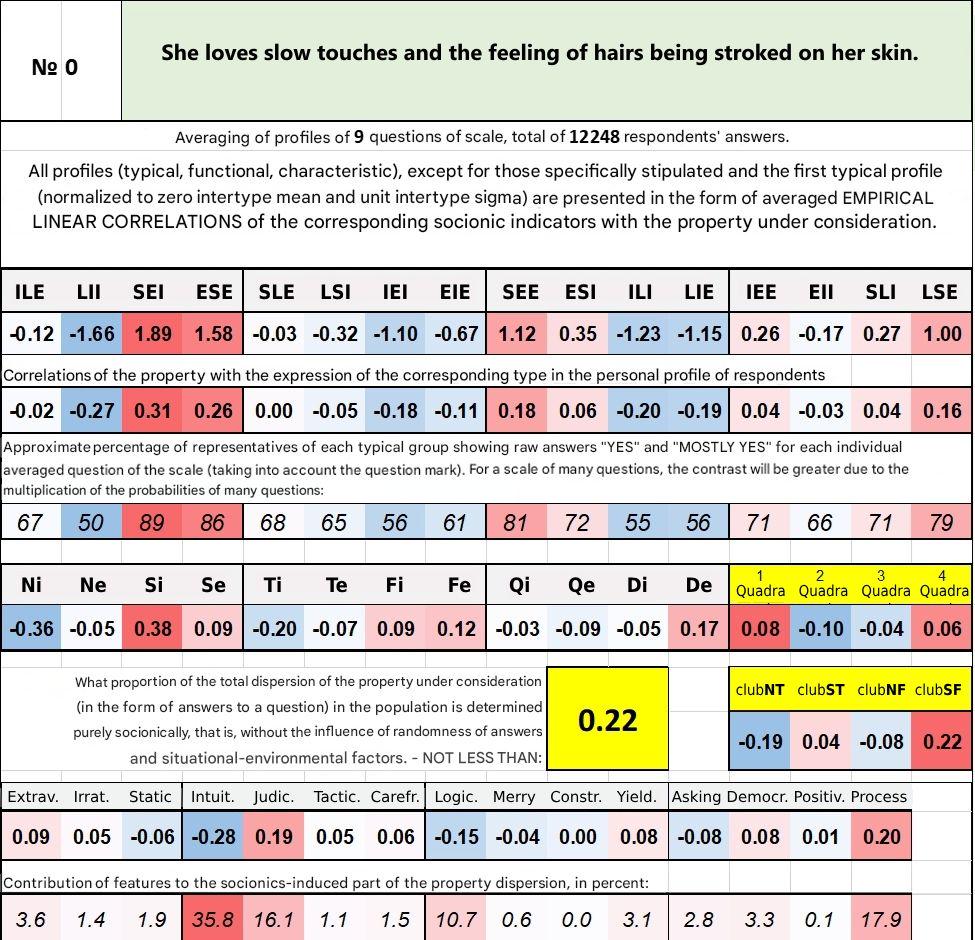 № 0
She loves slow touches and the feeling of hairs being stroked on her skin.
Averaging of profiles of 9 questions of scale, total of 12248 respondents' answers.
All profiles (typical, functional, characteristic), except for those specifically stipulated and the first typical profile
(normalized to zero intertype mean and unit intertype sigma) are presented in the form of averaged EMPIRICAL
LINEAR CORRELATIONS of the corresponding socionic indicators with the property under consideration.
ILE LII SEI ESE SLE LSI IEI EIE SEE ESI ILI LIE IEE EII SLI LSE
-0.12 -1.66 1.89 1.58 -0.03 -0.32 -1.10 -0.67 1.12 0.35 -1.23 -1.15 0.26 -0.17 0.27 1.00
Correlations of the property with the expression of the corresponding type in the personal profile of respondents
-0.02 -0.27 0.31 0.26 0.00 -0.05 -0.18 -0.11 0.18 0.06 -0.20 -0.19 0.04 -0.03 0.04 0.16
Approximate percentage of representatives of each typical group showing raw answers "YES" and "MOSTLY YES" for each individual
averaged question of the scale (taking into account the question mark). For a scale of many questions, the contrast will be greater due to the
multiplication of the probabilities of many questions:
67 50 89 86 68 65 56 61 81 72 55 56 71 66 71 79
Ni Ne Si Se Ti Te Fi Fe Qi Qe Di De 1 Quadra 2 Quadra 3 Quadra 4 Quadra
-0.36 -0.05 0.38 0.09 -0.20 -0.07 0.09 0.12 -0.03 -0.09 -0.05 0.17 0.08 -0.10 -0.04 0.06
What proportion of the total dispersion of the property under consideration
(in the form of answers to a question) in the population is determined
purely socionically, that is, without the influence of randomness of answers
and situational-environmental factors. - NOT LESS THAN:
0.22
clubNT clubST clubNF clubSF
-0.19 0.04 -0.08 0.22
Extrav. Irrat. Static Intuit. Judic. Tactic. Carefr. Logic. Merry Constr. Yield. Asking Democr. Positiv. Process
0.09 0.05 -0.06 -0.28 0.19 0.05 0.06 -0.15 -0.04 0.00 0.08 -0.08 0.08 0.01 0.20
Contribution of features to the socionics-induced part of the property dispersion, in percent:
3.6 1.4 1.9 35.8 16.1 1.1 1.5 10.7 0.6 0.0 3.1 2.8 3.3 0.1 17.9